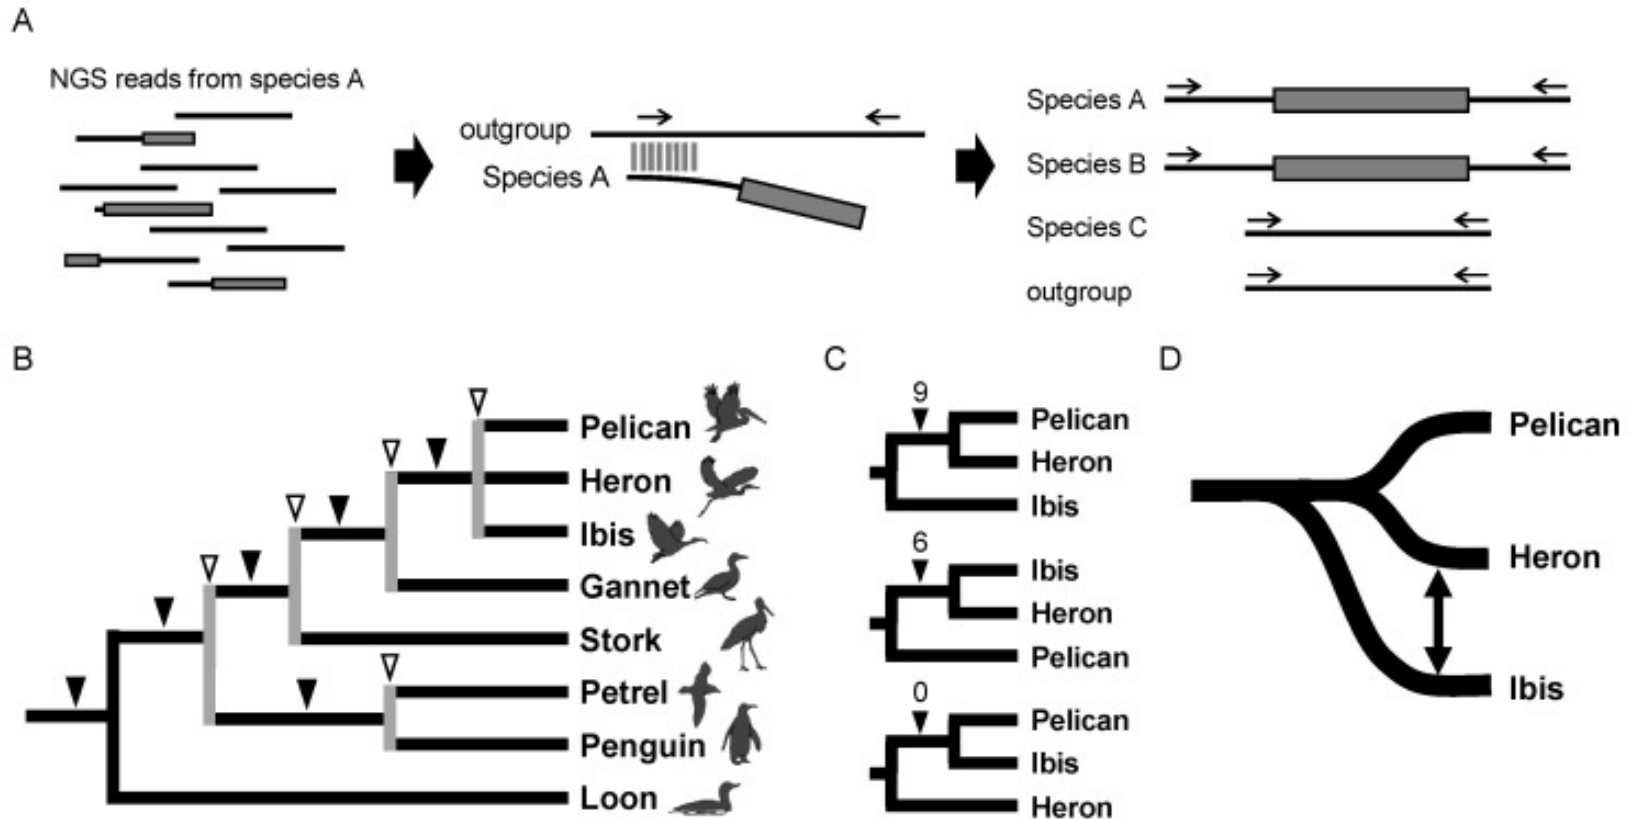 A
NGS reads from species A
outgroup
Species A
Species A
Species B
Species C
outgroup
B
Pelican
Heron
Ibis
Gannet
Stork
Petrel
Penguin
Loon
C
9
Pelican
Heron
Ibis
6
Ibis
Heron
Pelican
0
Pelican
Ibis
Heron
D
Pelican
Heron
Ibis